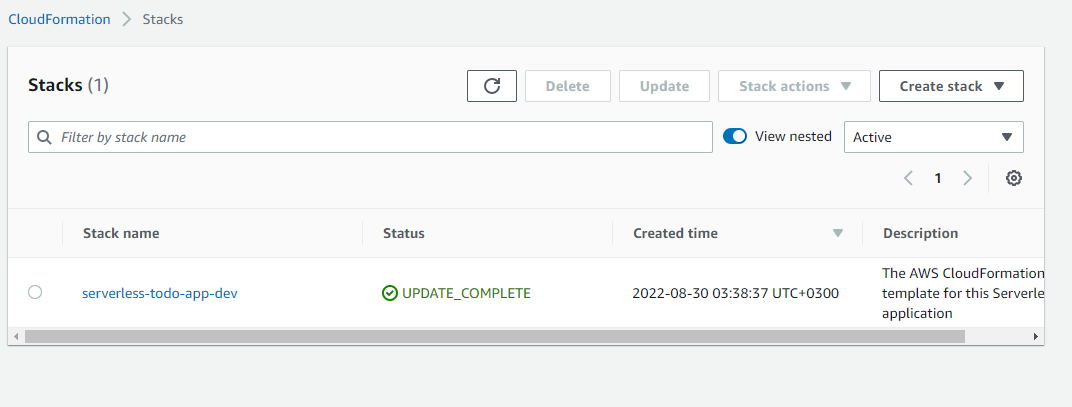 CloudFormation > Stacks
Stacks (1)
Delete
Update
Stack actions
Create stack
Filter by stack name
View nested
Active
1
Stack name
Status
Created time
Description
serverless-todo-app-dev
UPDATE_COMPLETE
2022-08-30 03:38:37 UTC+0300
The AWS CloudFormation
template for this Serverle
application